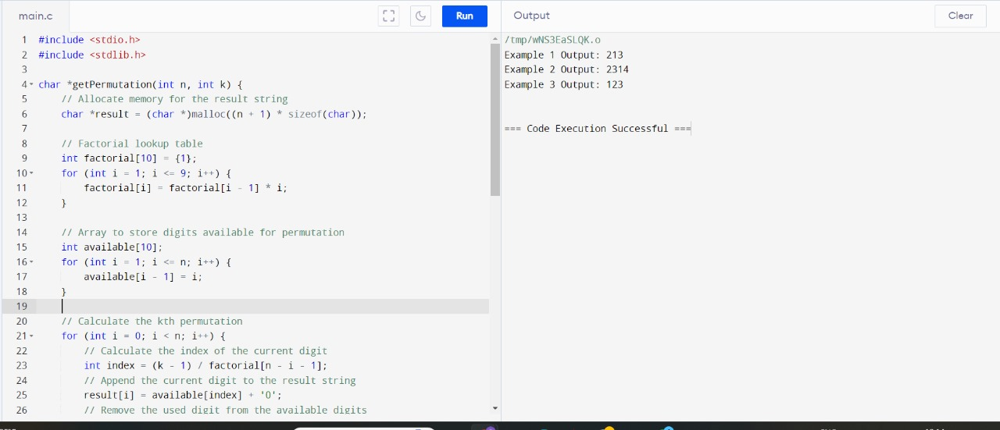 main.c
Run
Output
Clear
1 #include <stdio.h>
2 #include <stdlib.h>
3
4 char *getPermutation(int n, int k) {
5     // Allocate memory for the result string
6     char *result = (char *)malloc((n + 1) * sizeof(char));
7
8     // Factorial lookup table
9     int factorial[10] = {1};
10     for (int i = 1; i <= 9; i++) {
11         factorial[i] = factorial[i - 1] * i;
12     }
13
14     // Array to store digits available for permutation
15     int available[10];
16     for (int i = 1; i <= n; i++) {
17         available[i - 1] = i;
18     }
19
20     // Calculate the kth permutation
21     for (int i = 0; i < n; i++) {
22         // Calculate the index of the current digit
23         int index = (k - 1) / factorial[n - i - 1];
24         // Append the current digit to the result string
25         result[i] = available[index] + '0';
26         // Remove the used digit from the available digits
/tmp/wNS3EaSLQK.o
Example 1 Output: 213
Example 2 Output: 2314
Example 3 Output: 123
=== Code Execution Successful ===